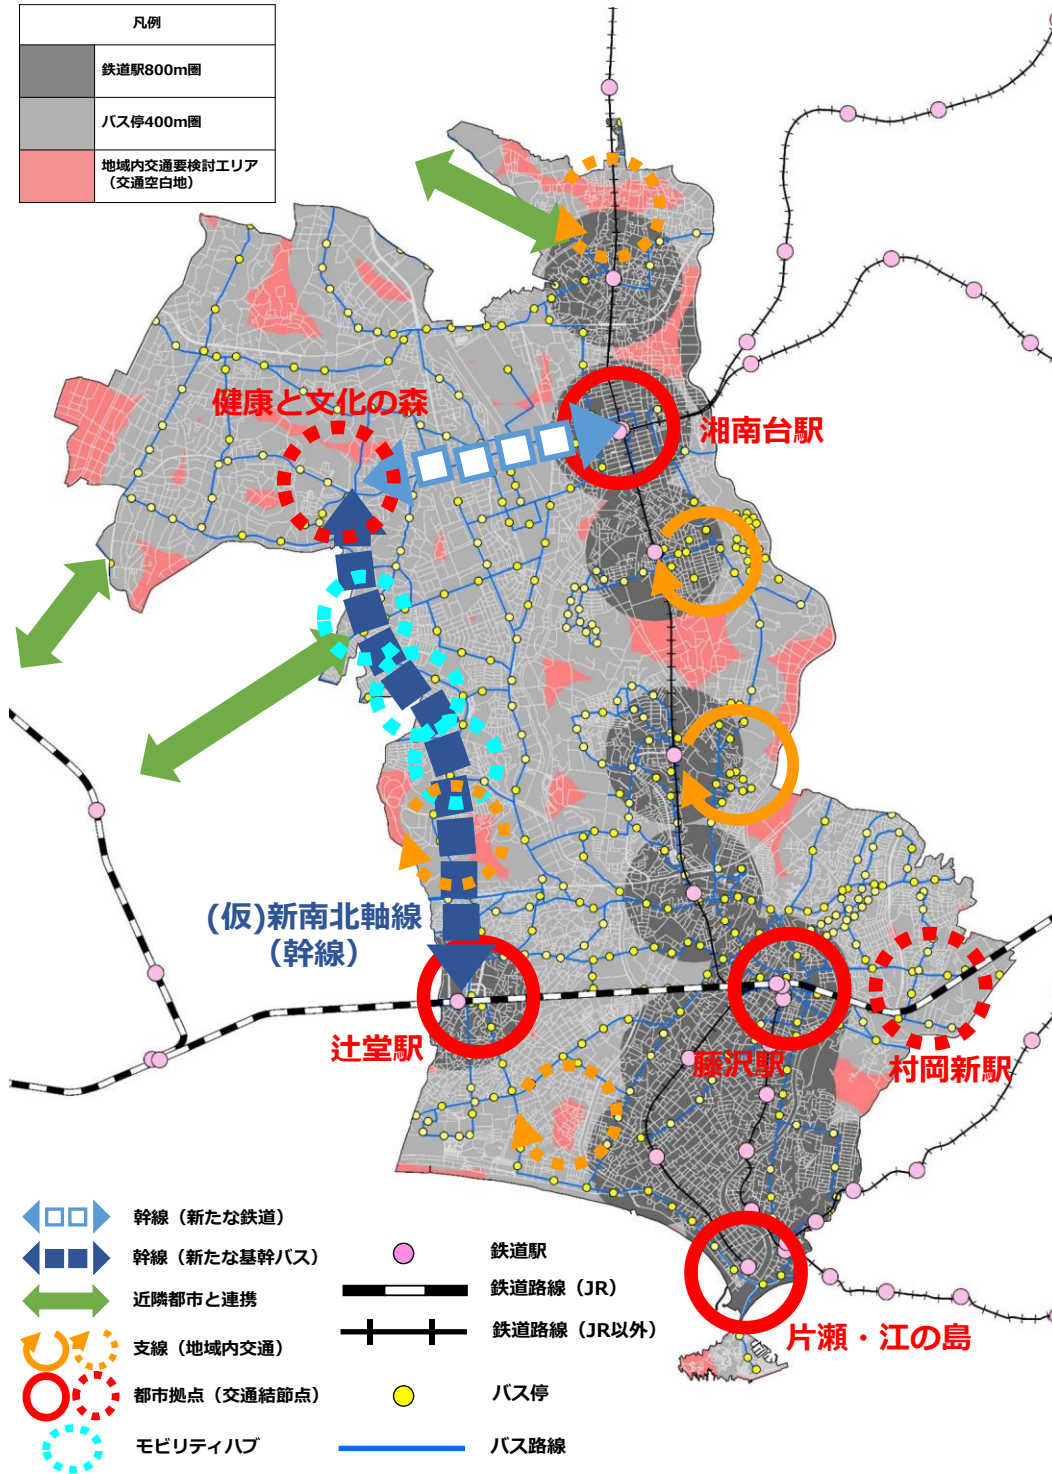 凡例
鉄道駅800m圏
バス停400m圏
地域内交通要検討エリア
（交通空白地）
健康と文化の森
湘南台駅
(仮)新南北軸線
（幹線）
辻堂駅
藤沢駅
村岡新駅
片瀬・江の島
幹線（新たな鉄道）
幹線（新たな基幹バス）
近隣都市と連携
支線（地域内交通）
都市拠点（交通結節点）
モビリティハブ
鉄道駅
鉄道路線（JR）
鉄道路線（JR以外）
バス停
バス路線